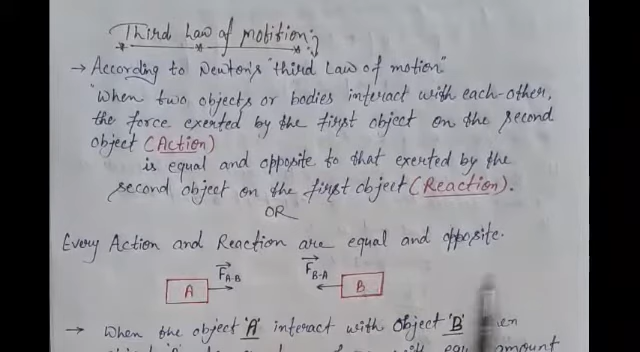 Third Law of motition:
→ According to Newton's "third Law of motion"
"When two objects or bodies interact with each-other,
the force exerted by the first object on the second
object (Action)
is equal and opposite to that exerted by the
second object on the first object (Reaction).
OR
Every Action and Reaction are equal and opposite.
F A-B F B-A
A B
→ When the object 'A' interact with object 'B'
amount